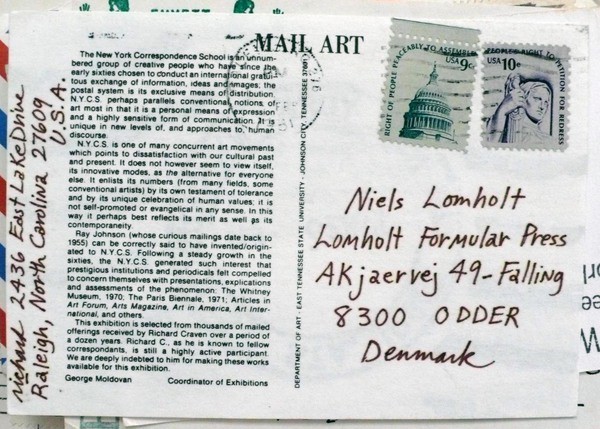 MAIL ART
The New York Correspondence School is an unnum-
bered group of creative people who have since the
early sixties chosen to conduct an international gratui-
tous exchange of information, ideas and images; the
postal system is its exclusive means of distribution.
N.Y.C.S. perhaps parallels conventional notions of
art most in that it is a personal means of expression
and a highly sensitive form of communication. It is
unique in new levels of, and approaches to, human
discourse.
N.Y.C.S. is one of many concurrent art movements
which points to dissatisfaction with our cultural past
and present. It does not however seem to view itself,
its innovative modes, as the alternative for everyone
else. It enlists its numbers (from many fields, some
conventional artists) by its own testament of tolerance
and by its unique celebration of human values; it is
not self-promoted or evangelical in any sense. In this
way it perhaps best reflects its merit as well as its
contemporaneity.
Ray Johnson (whose curious mailings date back to
1955) can be correctly said to have invented/origin-
ated to N.Y.C.S. Following a steady growth in the
sixties, the N.Y.C.S. generated such interest that
prestigious institutions and periodicals felt compelled
to concern themselves with presentations, explications
and assessments of the phenomenon: The Whitney
Museum, 1970; The Paris Biennale, 1971; Articles in
Art Forum, Arts Magazine, Art in America, Art Inter-
national, and others.
This exhibition is selected from thousands of mailed
offerings received by Richard Craven over a period of
a dozen years. Richard C., as he is known to fellow
correspondents, is still a highly active participant.
We are deeply indebted to him for making these works
available for this exhibition.
George Moldovan Coordinator of Exhibitions
richard 2436 East Lake Drive
Raleigh, North Carolina 27609
U.S.A.
DEPARTMENT OF ART - EAST TENNESSEE STATE UNIVERSITY - JOHNSON CITY, TENNESSEE 37601
RIGHT OF PEOPLE PEACEABLY TO ASSEMBLE
USA 9c
PEOPLE'S RIGHT TO PETITION FOR REDRESS
USA 10c
Niels Lomholt
Lomholt Formular Press
AKjaervej 49-Falling
8300 ODDER
Denmark